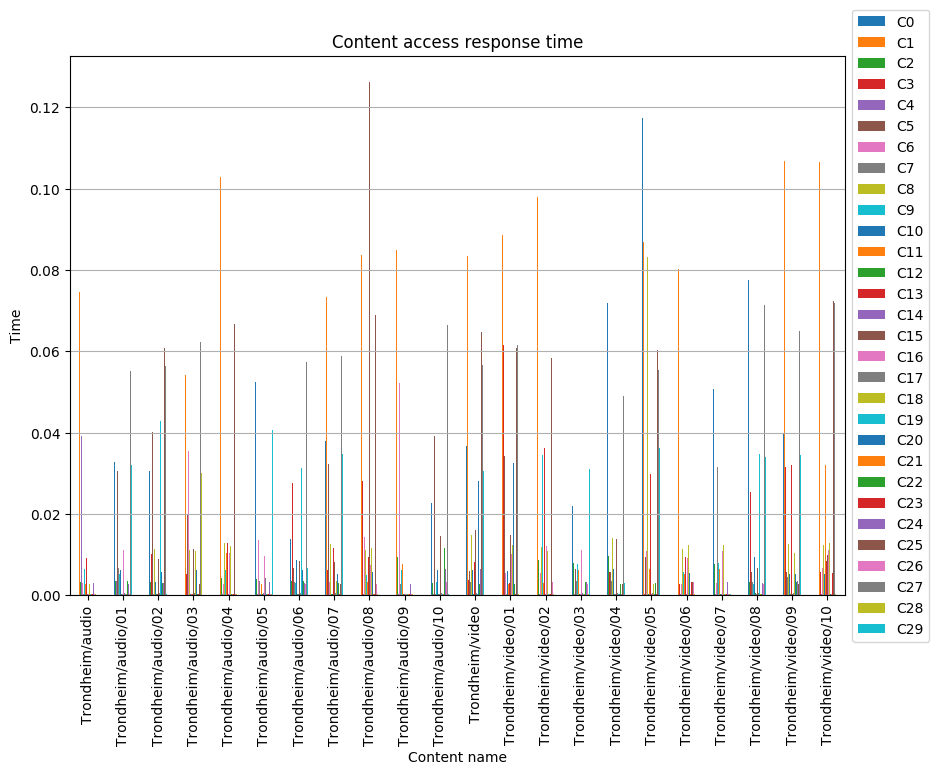 Content access response time
Time
0.12
0.10
0.08
0.06
0.04
0.02
0.00
Trondheim/audio
Trondheim/audio/01
Trondheim/audio/02
Trondheim/audio/03
Trondheim/audio/04
Trondheim/audio/05
Trondheim/audio/06
Trondheim/audio/07
Trondheim/audio/08
Trondheim/audio/09
Trondheim/audio/10
Trondheim/video
Trondheim/video/01
Trondheim/video/02
Trondheim/video/03
Trondheim/video/04
Trondheim/video/05
Trondheim/video/06
Trondheim/video/07
Trondheim/video/08
Trondheim/video/09
Trondheim/video/10
Content name
C0
C1
C2
C3
C4
C5
C6
C7
C8
C9
C10
C11
C12
C13
C14
C15
C16
C17
C18
C19
C20
C21
C22
C23
C24
C25
C26
C27
C28
C29